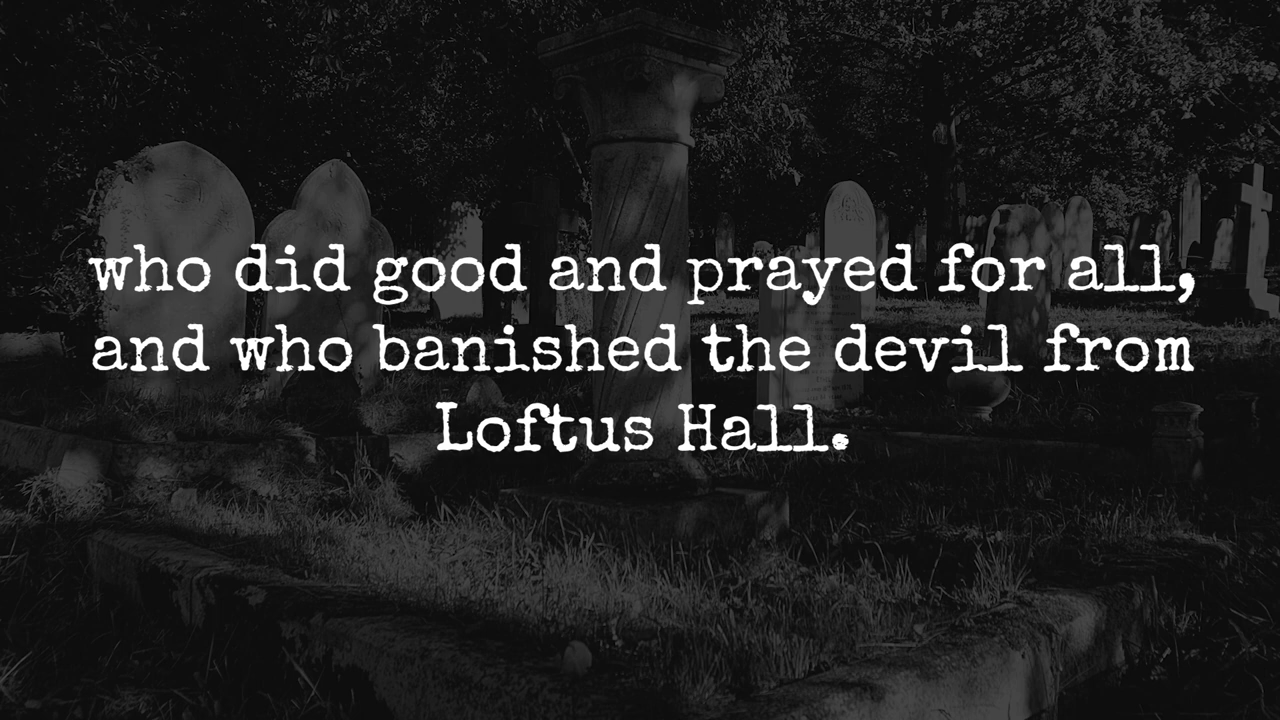 who did good and prayed for all,
and who banished the devil from
Loftus Hall.